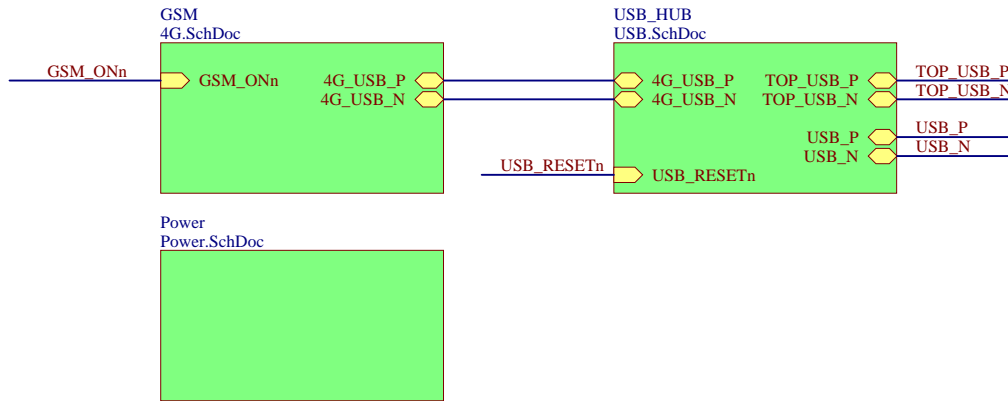 GSM
4G.SchDoc
GSM_ONn
GSM_ONn
4G_USB_P
4G_USB_N
USB_HUB
USB.SchDoc
4G_USB_P
4G_USB_N
TOP_USB_P
TOP_USB_N
USB_P
USB_N
TOP_USB_P
TOP_USB_N
USB_P
USB_N
USB_RESETn
USB_RESETn
Power
Power.SchDoc